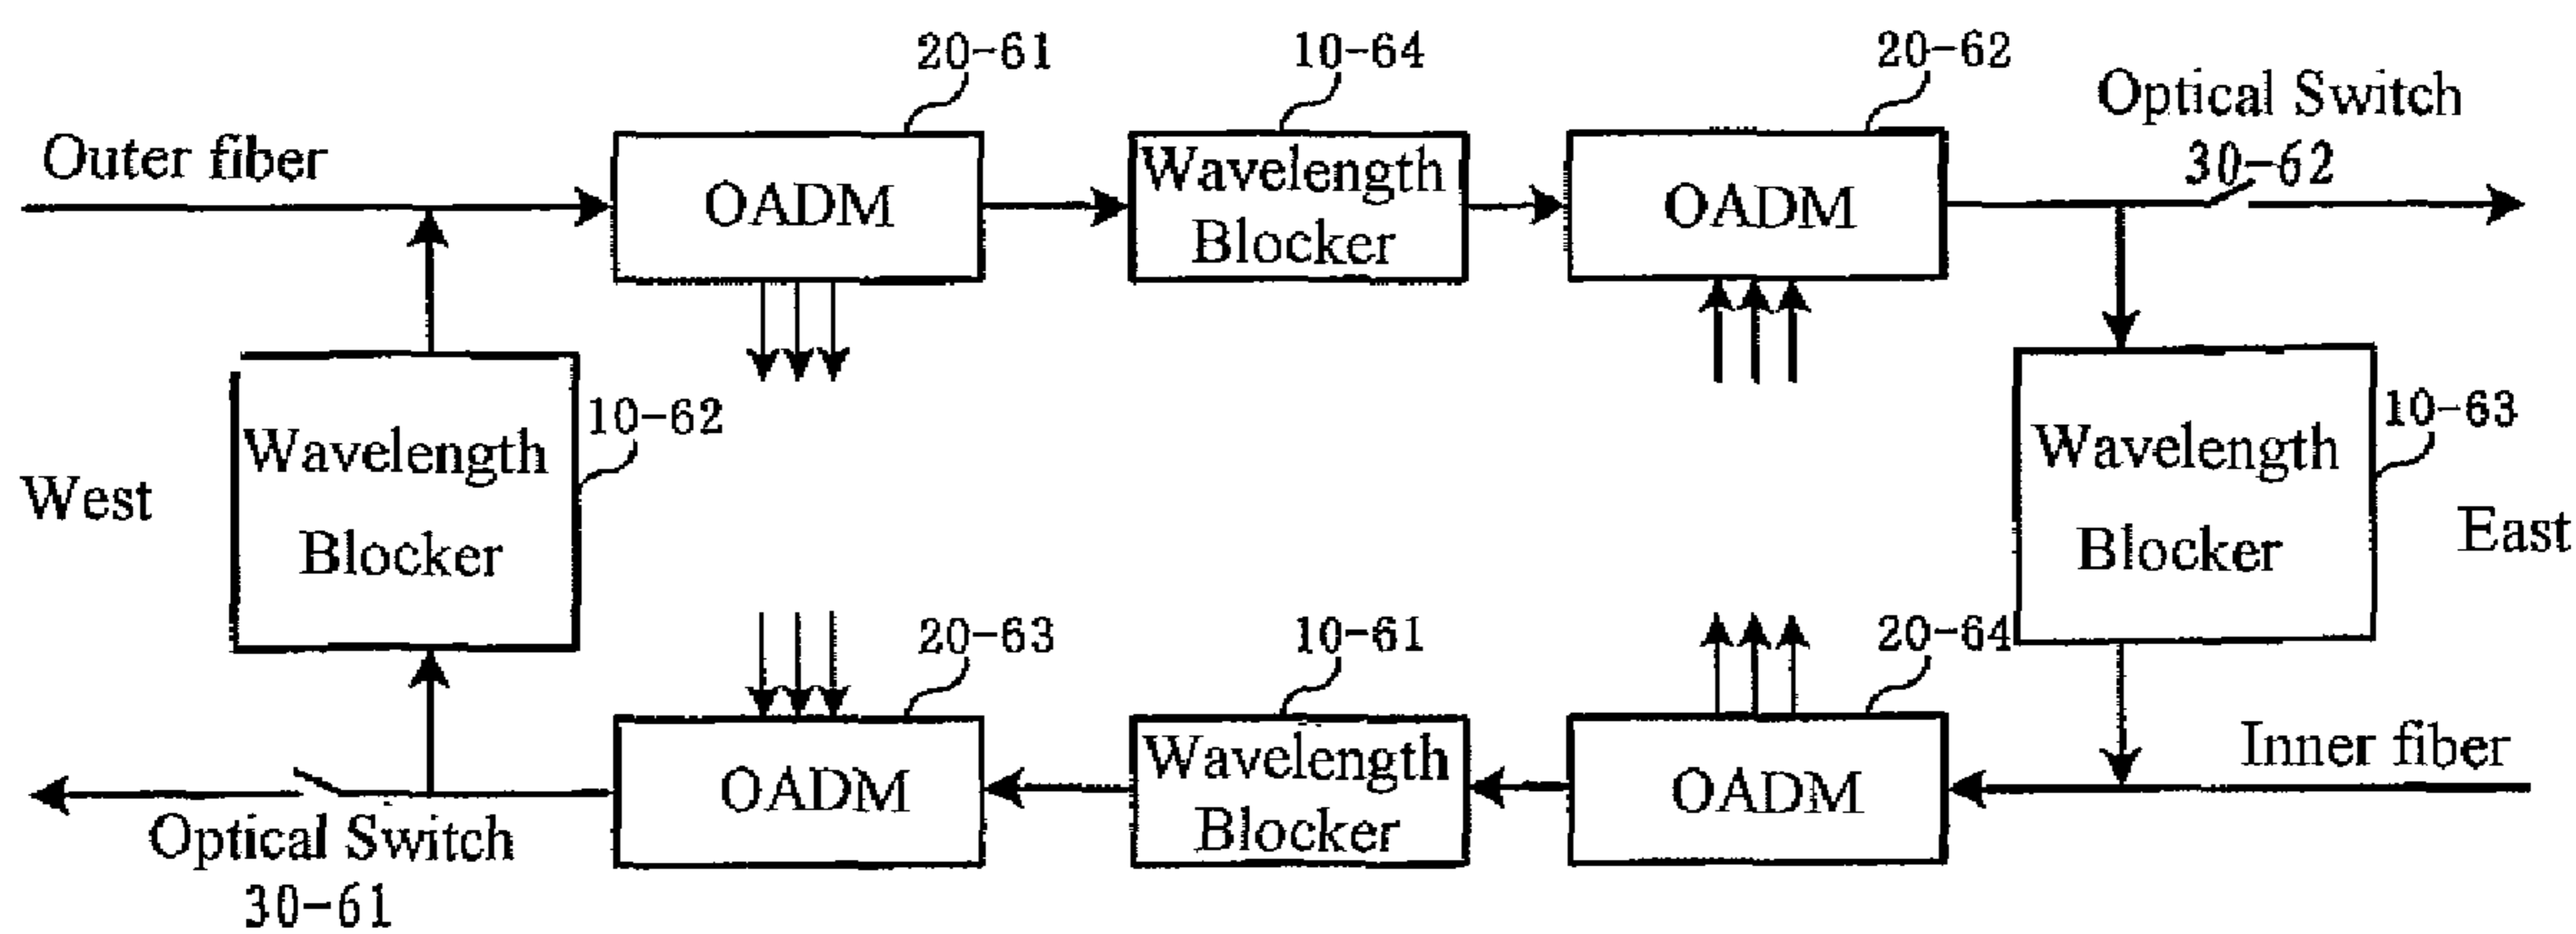 20-61
10-64
20-62
Optical Switch
30-62
Outer fiber
OADM
Wavelength
Blocker
OADM
10-62
10-63
Wavelength
Blocker
Wavelength
Blocker
West
East
20-63
10-61
20-64
Inner fiber
OADM
Wavelength
Blocker
OADM
Optical Switch
30-61